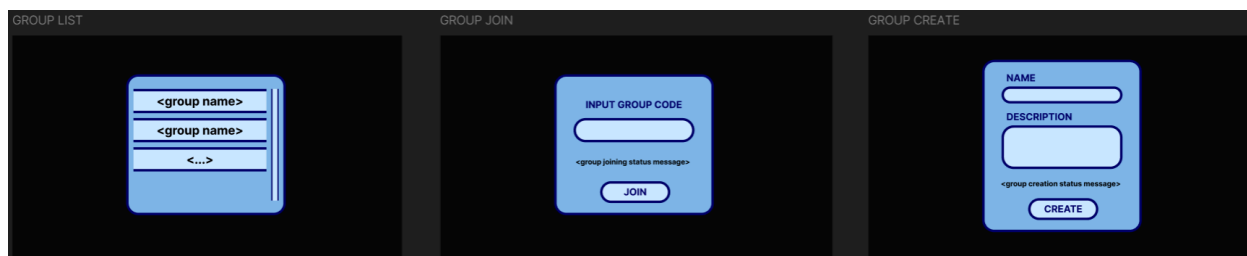 GROUP LIST
<group name>
<group name>
<...>
GROUP JOIN
INPUT GROUP CODE
<group joining status message>
JOIN
GROUP CREATE
NAME
DESCRIPTION
<group creation status message>
CREATE